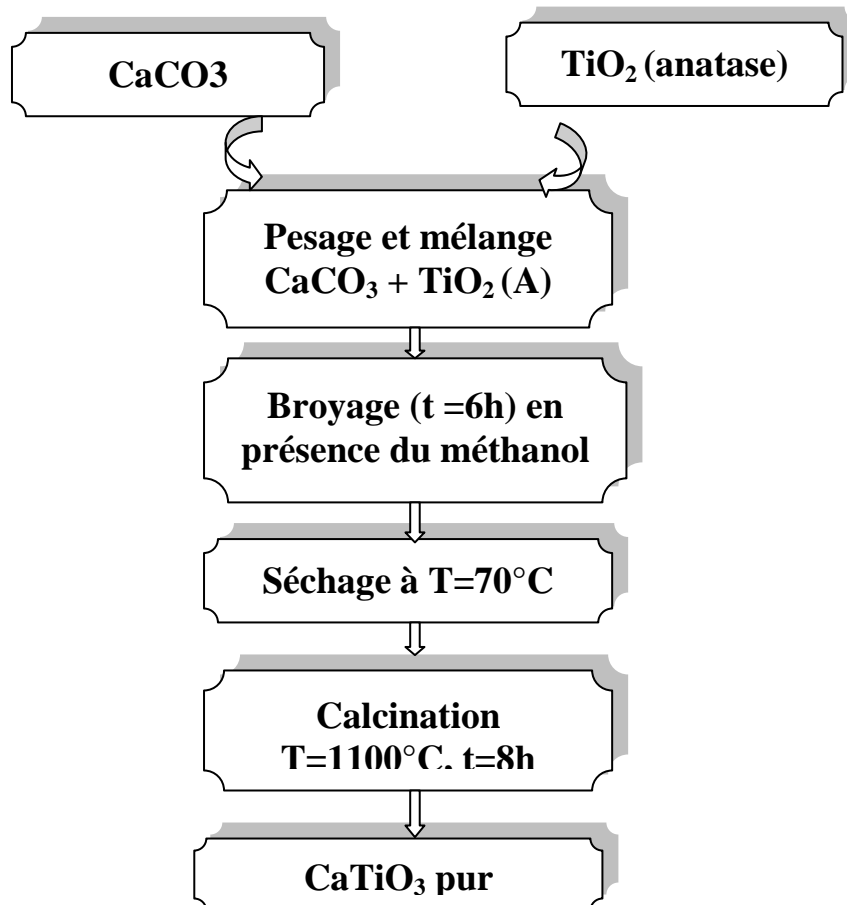 CaCO3
TiO₂ (anatase)
Pesage et mélange
CaCO₃ + TiO₂ (A)
Broyage (t =6h) en
présence du méthanol
Séchage à T=70°C
Calcination
T=1100°C, t=8h
CaTiO₃ pur